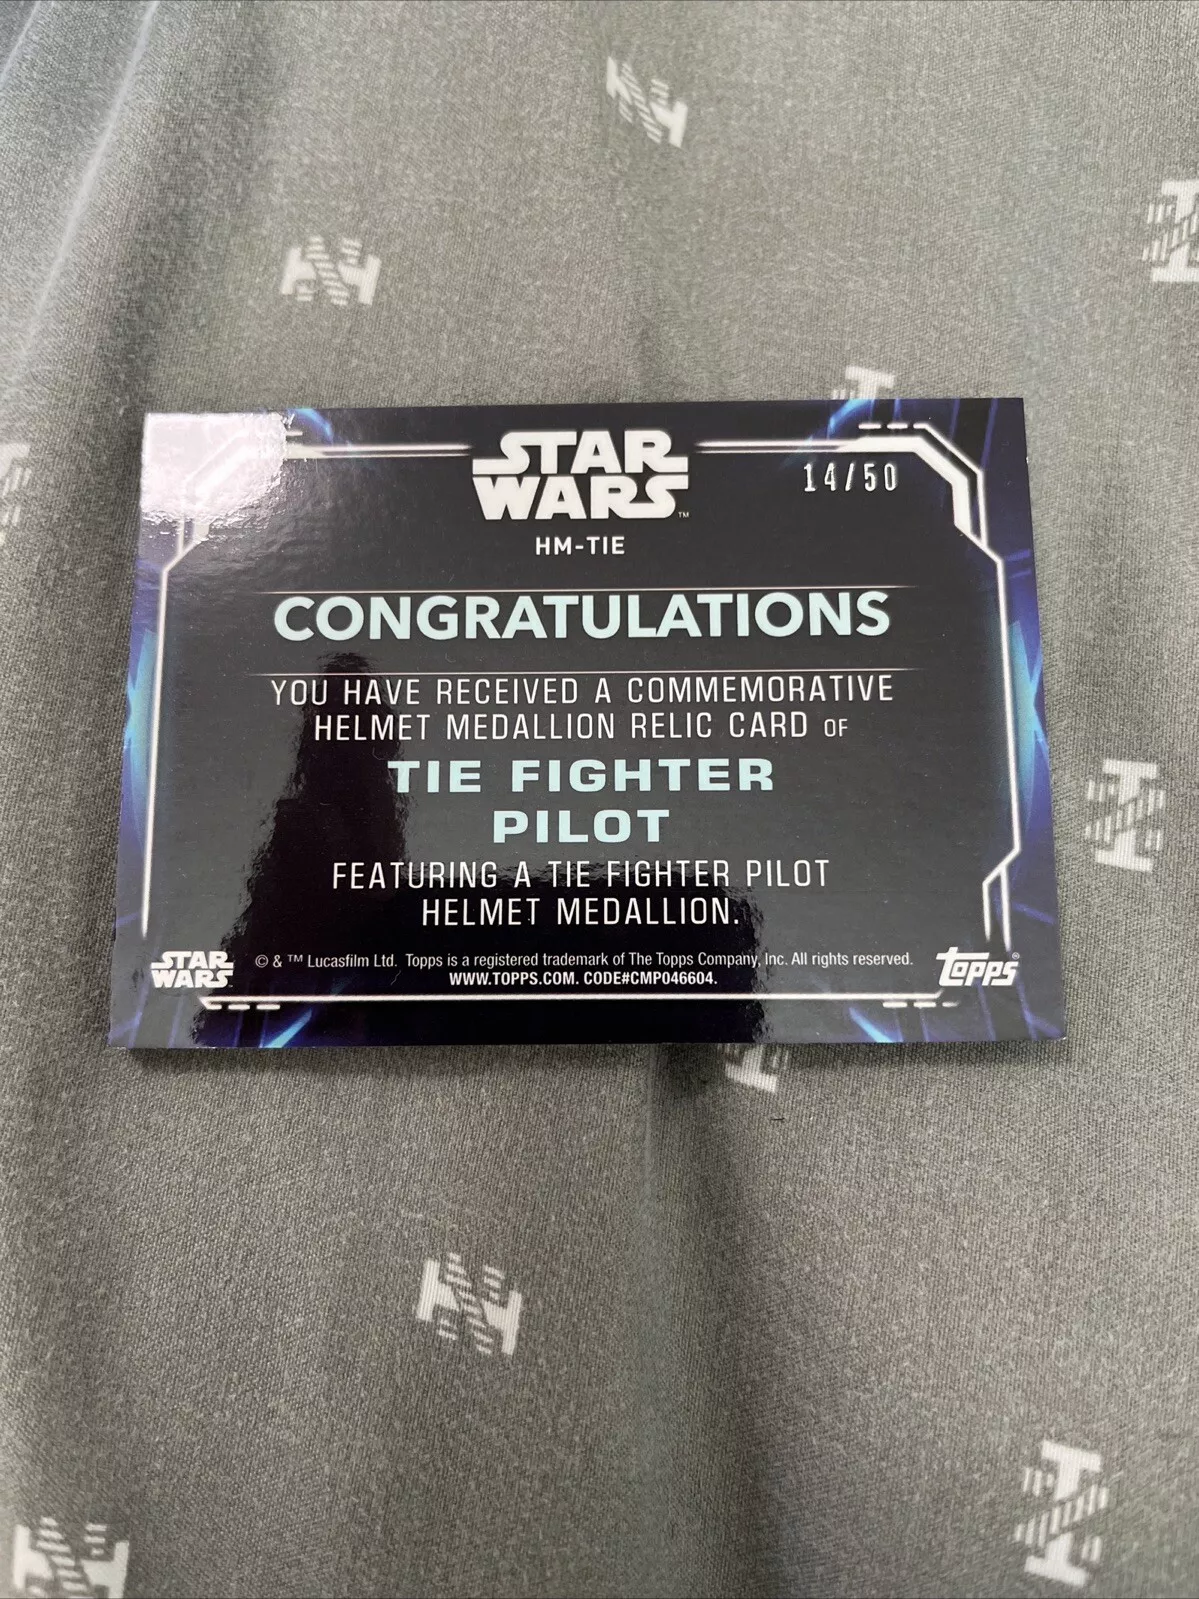 STAR
WARS™
14/50
HM-TIE
CONGRATULATIONS
YOU HAVE RECEIVED A COMMEMORATIVE
HELMET MEDALLION RELIC CARD OF
TIE FIGHTER
PILOT
FEATURING A TIE FIGHTER PILOT
HELMET MEDALLION.
STAR
WARS
© & ™ Lucasfilm Ltd. Topps is a registered trademark of The Topps Company, Inc. All rights reserved.
WWW.TOPPS.COM. CODE#CMP046604.
topps®